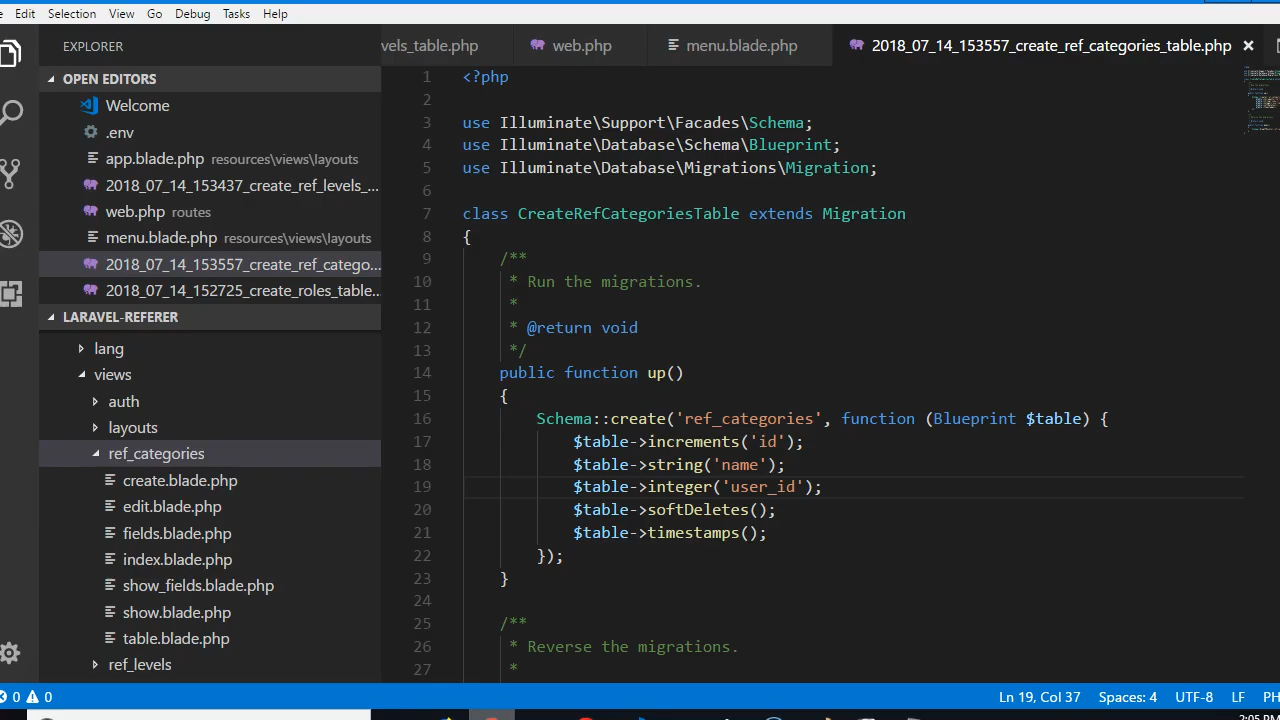 Edit Selection View Go Debug Tasks Help
EXPLORER
vels_table.php web.php menu.blade.php 2018_07_14_153557_create_ref_categories_table.php
OPEN EDITORS
Welcome
.env
app.blade.php resources\views\layouts
2018_07_14_153437_create_ref_levels_...
web.php routes
menu.blade.php resources\views\layouts
2018_07_14_153557_create_ref_catego...
2018_07_14_152725_create_roles_table...
LARAVEL-REFERER
lang
views
auth
layouts
ref_categories
create.blade.php
edit.blade.php
fields.blade.php
index.blade.php
show_fields.blade.php
show.blade.php
table.blade.php
ref_levels
1 <?php
2
3 use Illuminate\Support\Facades\Schema;
4 use Illuminate\Database\Schema\Blueprint;
5 use Illuminate\Database\Migrations\Migration;
6
7 class CreateRefCategoriesTable extends Migration
8 {
9 /**
10 * Run the migrations.
11 *
12 * @return void
13 */
14 public function up()
15 {
16 Schema::create('ref_categories', function (Blueprint $table) {
17 $table->increments('id');
18 $table->string('name');
19 $table->integer('user_id');
20 $table->softDeletes();
21 $table->timestamps();
22 });
23 }
24
25 /**
26 * Reverse the migrations.
27 *
0 0 Ln 19, Col 37 Spaces: 4 UTF-8 LF PH
2:05 PM